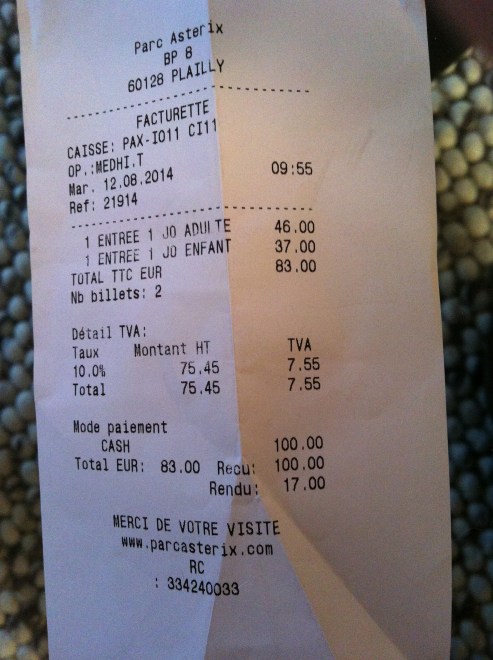 Parc Asterix
BP 8
60128 PLAILLY
FACTURETTE
CAISSE: PAX-IO11 CI11
OP.:MEDHI.T
Mar. 12.08.2014 09:55
Ref: 21914
1 ENTREE 1 JO ADULTE 46.00
1 ENTREE 1 JO ENFANT 37.00
TOTAL TTC EUR 83.00
Nb billets: 2
Détail TVA:
Taux Montant HT TVA
10.0% 75.45 7.55
Total 75.45 7.55
Mode paiement
CASH 100.00
Total EUR: 83.00 Recu: 100.00
Rendu: 17.00
MERCI DE VOTRE VISITE
www.parcasterix.com
RC
: 334240033